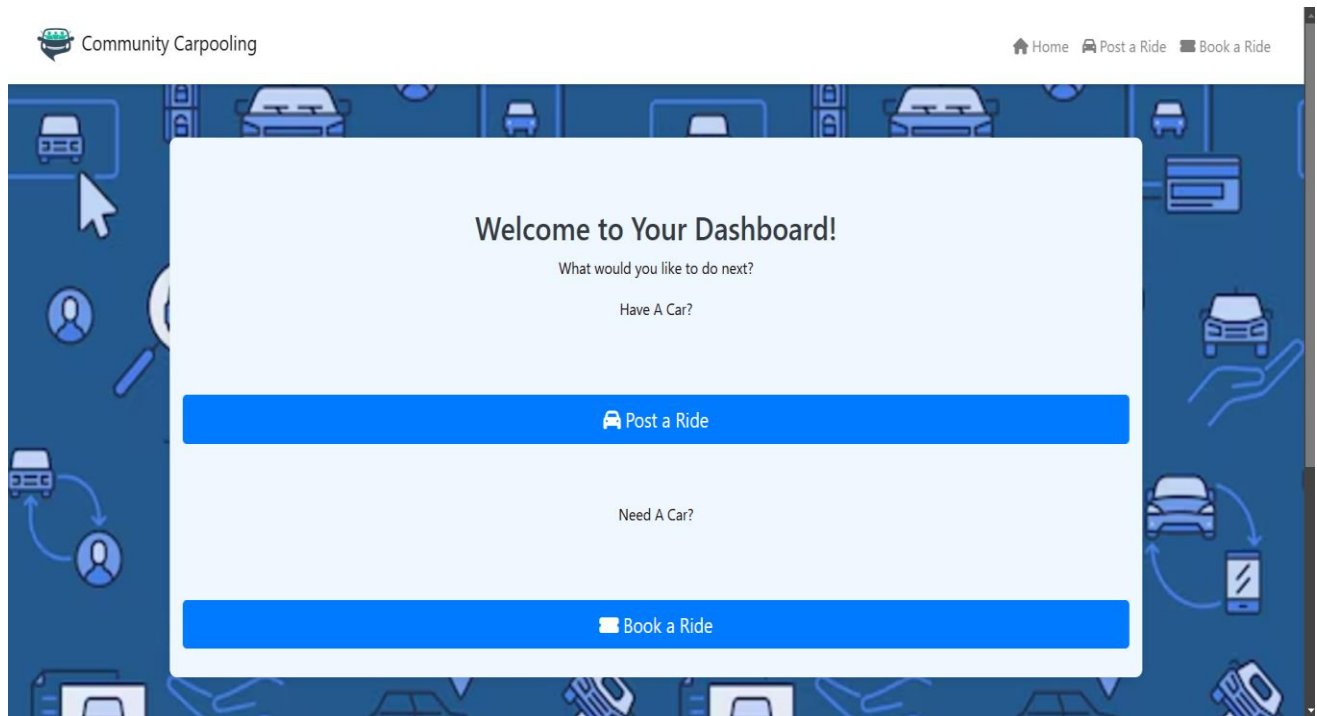 Community Carpooling
Home Post a Ride Book a Ride
Welcome to Your Dashboard!
What would you like to do next?
Have A Car?
Post a Ride
Need A Car?
Book a Ride